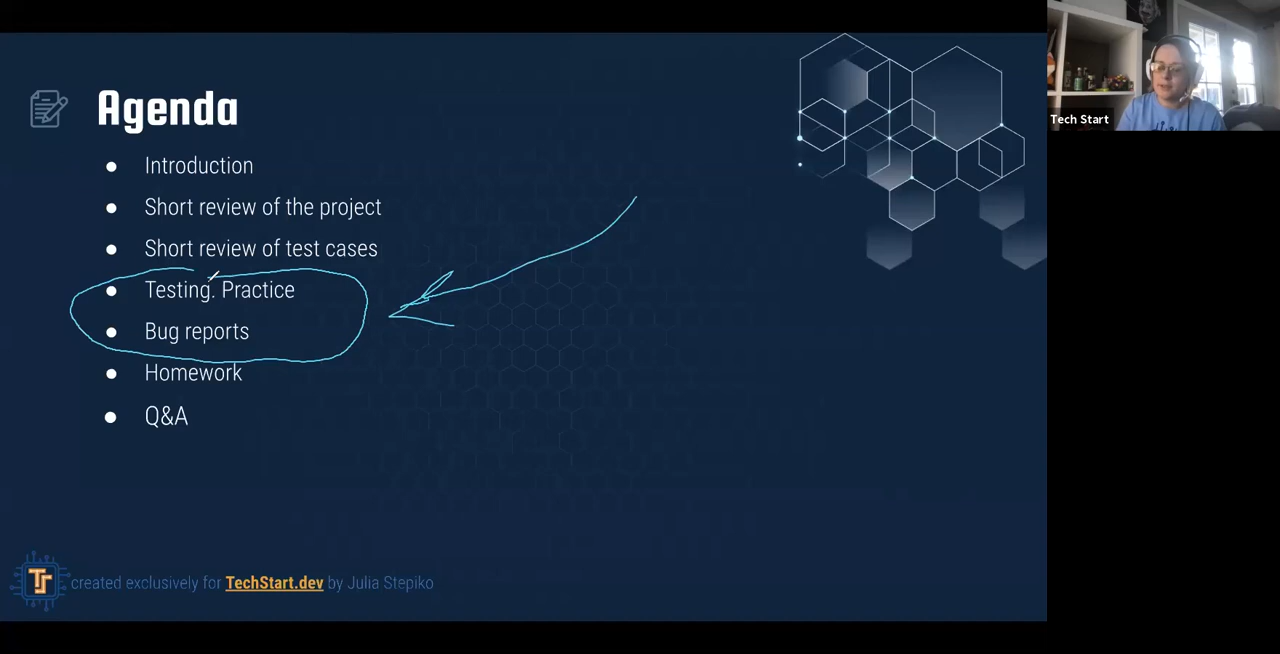 Agenda
Introduction
Short review of the project
Short review of test cases
Testing. Practice
Bug reports
Homework
Q&A
created exclusively for TechStart.dev by Julia Stepiko
Tech Start